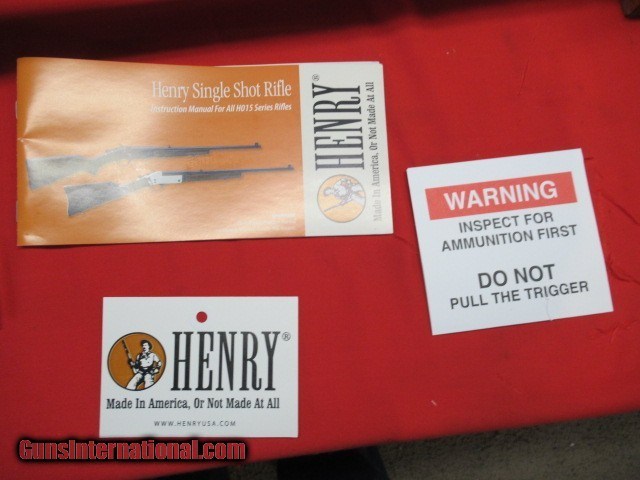 Henry Single Shot Rifle
Instruction Manual For All H015 Series Rifles
HENRY®
Made in America, Or Not Made At All
WARNING
INSPECT FOR
AMMUNITION FIRST
DO NOT
PULL THE TRIGGER
HENRY®
Made In America, Or Not Made At All
WWW.HENRYUSA.COM
GunsInternational.com